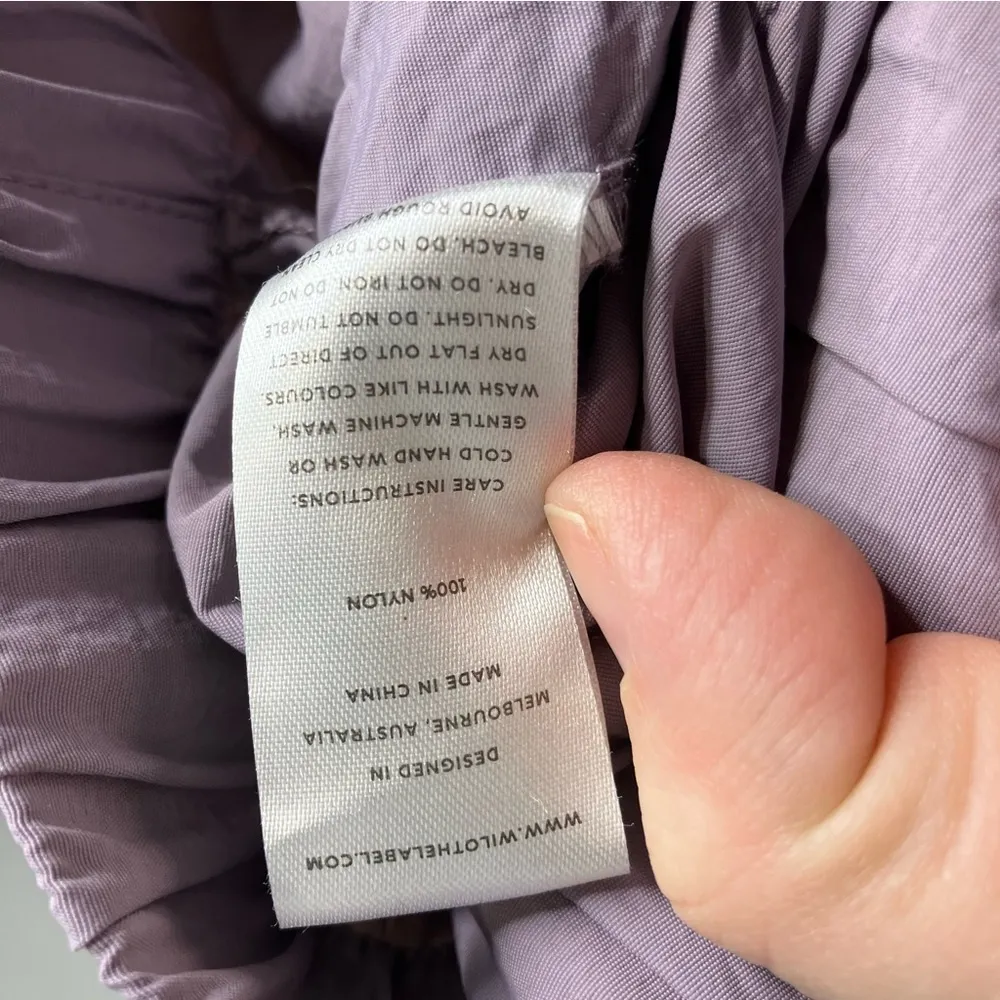 WWW.WILOTHELABEL.COM
DESIGNED IN
MELBOURNE, AUSTRALIA
MADE IN CHINA
100% NYLON
CARE INSTRUCTIONS:
COLD HAND WASH OR
GENTLE MACHINE WASH.
WASH WITH LIKE COLOURS.
DRY FLAT OUT OF DIRECT
SUNLIGHT. DO NOT TUMBLE
DRY. DO NOT IRON. DO NOT
BLEACH. DO NOT DRY CLEAN
AVOID ROUGH